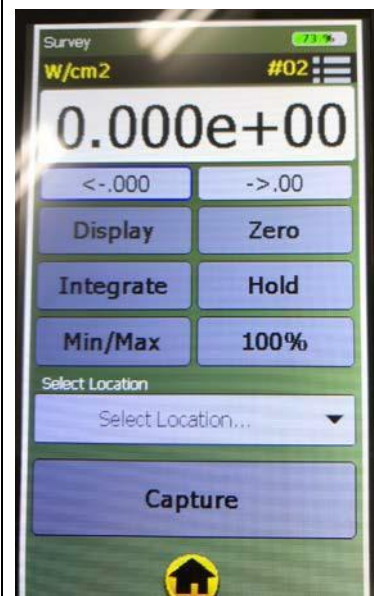 Survey 73 %
W/cm2 #02
0.000e+00
<-.000 ->.00
Display Zero
Integrate Hold
Min/Max 100%
Select Location
Select Location...
Capture